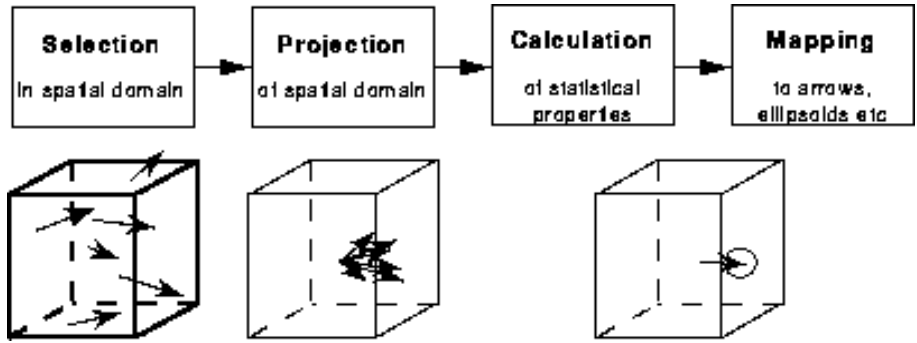 Selection
in spatial domain
Projection
of spatial domain
Calculation
of statistical
properties
Mapping
to arrows,
ellipsoids etc